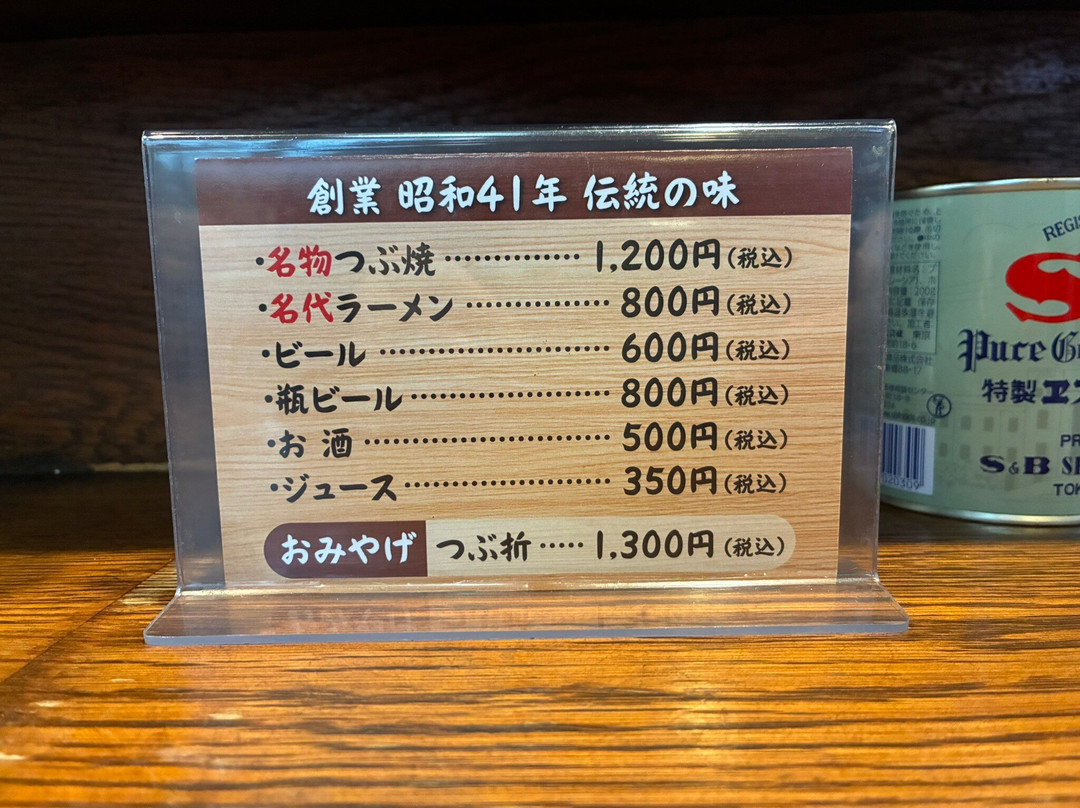 創業 昭和41年 伝統の味
・名物つぶ焼 ・・・・・・・・・・・・・ 1,200円(税込)
・名代ラーメン ・・・・・・・・・・・・・ 800円(税込)
・ビール ・・・・・・・・・・・・・・・・・・・・・ 600円(税込)
・瓶ビール ・・・・・・・・・・・・・・・・・・ 800円(税込)
・お 酒 ・・・・・・・・・・・・・・・・・・・・・・ 500円(税込)
・ジュース ・・・・・・・・・・・・・・・・・・ 350円(税込)
おみやげ つぶ折 ・・・・・ 1,300円(税込)
REGI
S
Pure G
特製
S&B
TOK